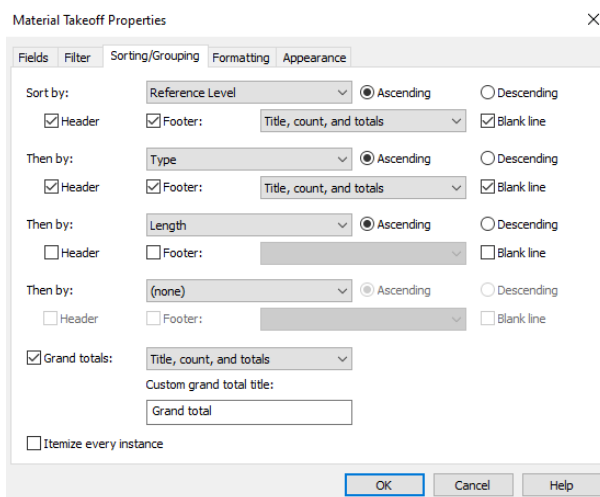 Material Takeoff Properties
Fields Filter Sorting/Grouping Formatting Appearance
Sort by: Reference Level Ascending Descending
Header Footer: Title, count, and totals Blank line
Then by: Type Ascending Descending
Header Footer: Title, count, and totals Blank line
Then by: Length Ascending Descending
Header Footer: Blank line
Then by: (none) Ascending Descending
Header Footer: Blank line
Grand totals: Title, count, and totals
Custom grand total title:
Grand total
Itemize every instance
OK Cancel Help